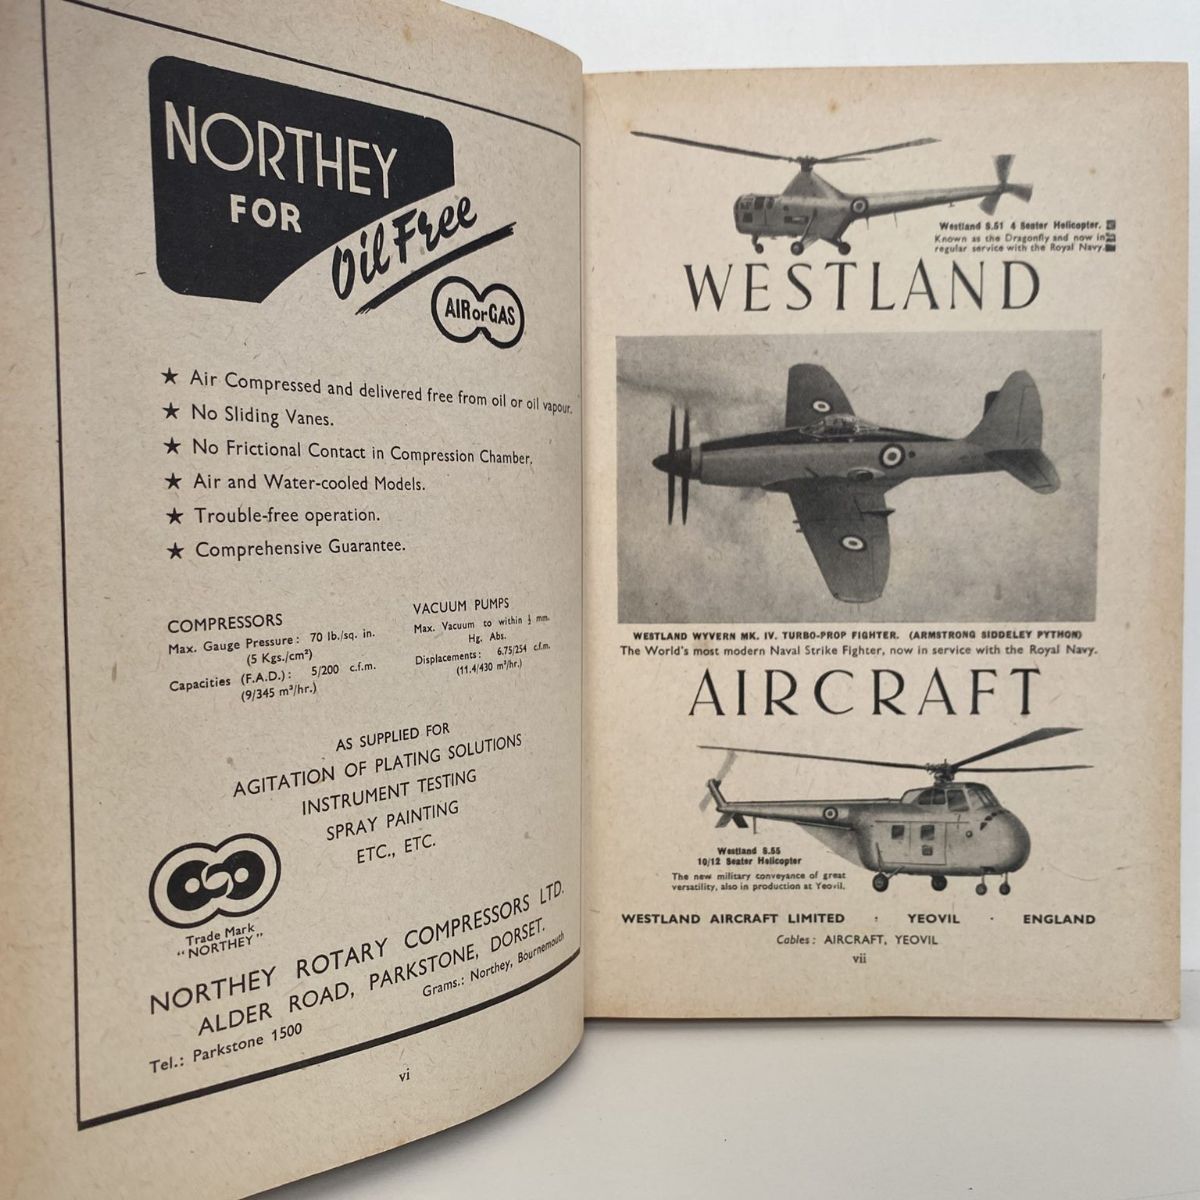 NORTHEY
FOR
Oil Free
AIR or GAS
★ Air Compressed and delivered free from oil or oil vapour.
★ No Sliding Vanes.
★ No Frictional Contact in Compression Chamber.
★ Air and Water-cooled Models.
★ Trouble-free operation.
★ Comprehensive Guarantee.
COMPRESSORS
Max. Gauge Pressure: 70 lb./sq. in.
(5 Kgs./cm²)
Capacities (F.A.D.): 5/200 c.f.m.
(9/345 m³/hr.)
VACUUM PUMPS
Max. Vacuum to within ½ mm.
Hg. Abs.
Displacements: 6.75/254 c.f.m.
(11.4/430 m³/hr.)
AS SUPPLIED FOR
AGITATION OF PLATING SOLUTIONS
INSTRUMENT TESTING
SPRAY PAINTING
ETC., ETC.
Trade Mark
"NORTHEY"
NORTHEY ROTARY COMPRESSORS LTD.
ALDER ROAD, PARKSTONE, DORSET.
Tel.: Parkstone 1500
Grams.: Northey, Bournemouth
vi
Westland S.51 4 Seater Helicopter.
Known as the Dragonfly and now in
regular service with the Royal Navy.
WESTLAND
WESTLAND WYVERN MK. IV. TURBO-PROP FIGHTER. (ARMSTRONG SIDDELEY PYTHON)
The World's most modern Naval Strike Fighter, now in service with the Royal Navy.
AIRCRAFT
Westland S.55
10/12 Seater Helicopter
The new military conveyance of great
versatility, also in production at Yeovil.
WESTLAND AIRCRAFT LIMITED · YEOVIL · ENGLAND
Cables: AIRCRAFT, YEOVIL
vii